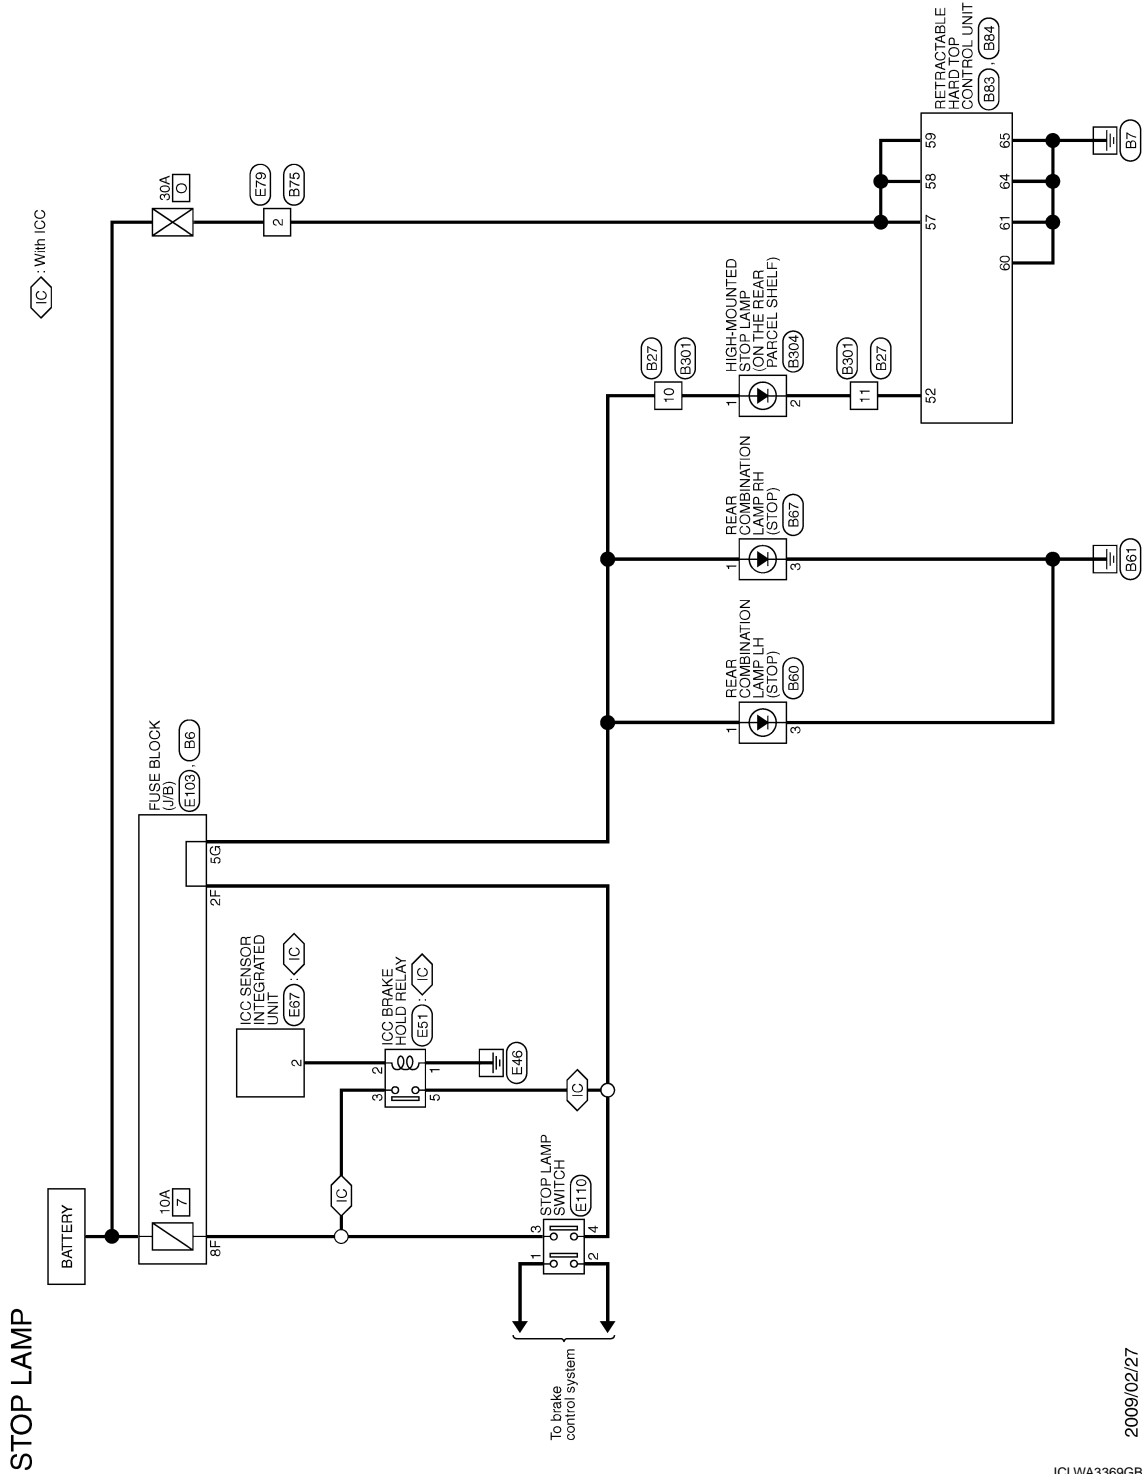 STOP LAMP
IC : With ICC
BATTERY
10A
7
8F
FUSE BLOCK
(J/B)
E103 , B6
2F
5G
30A
O
E79
B75
2
ICC SENSOR
INTEGRATED
UNIT
E67 : IC
2
ICC BRAKE
HOLD RELAY
E51 : IC
2
3
1
5
E46
IC
IC
STOP LAMP
SWITCH
E110
1
3
2
4
To brake
control system
REAR
COMBINATION
LAMP LH
(STOP)
B60
1
3
REAR
COMBINATION
LAMP RH
(STOP)
B67
1
3
B61
B27
B301
10
HIGH-MOUNTED
STOP LAMP
(ON THE REAR
PARCEL SHELF)
B304
1
2
B301
B27
11
RETRACTABLE
HARD TOP
CONTROL UNIT
B83 , B84
52
57
58
59
60
61
64
65
B7
2009/02/27
JCLWA3369GB